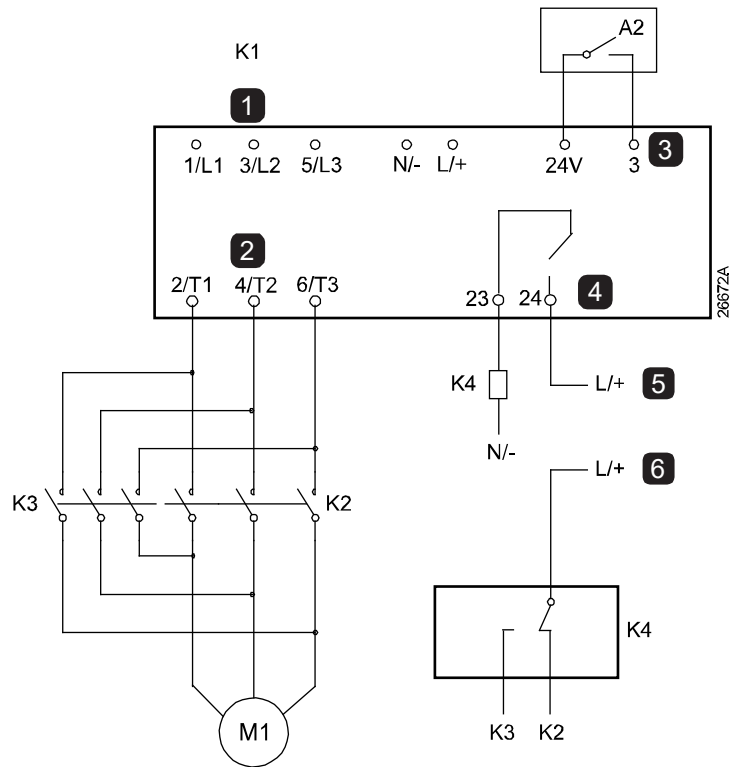 A2
K1
1
1/L1 3/L2 5/L3 N/- L/+ 24V 3 3
2
2/T1 4/T2 6/T3
23 24 4
26672A
K4 L/+ 5
N/-
L/+ 6
K3 K2
K4
M1
K3 K2